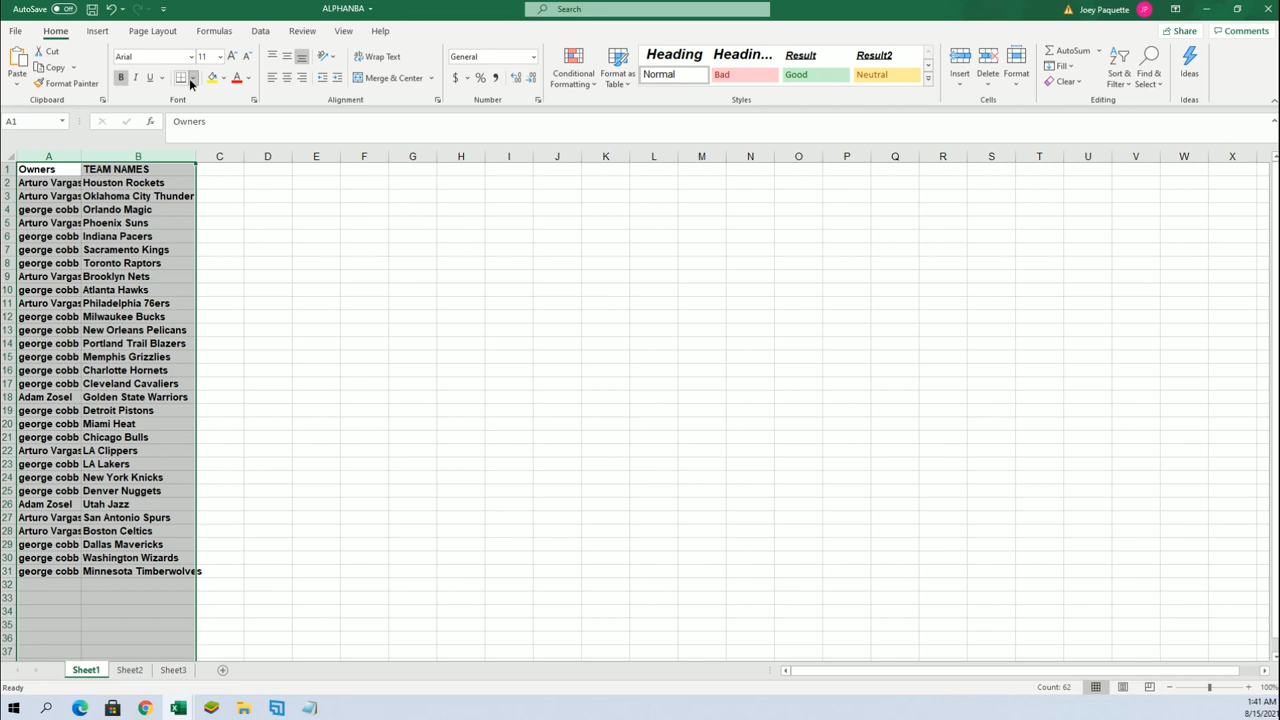 AutoSave Off ALPHANBA Search Joey Paquette JP
File Home Insert Page Layout Formulas Data Review View Help Share Comments
Paste Cut Copy Format Painter Clipboard
Arial 11 B I U Font
Wrap Text Merge & Center Alignment
General $ % Number
Conditional Formatting Format as Table
Heading Headin... Result Result2
Normal Bad Good Neutral
Styles
Insert Delete Format Cells
AutoSum Fill Clear Sort & Filter Find & Select Editing
Ideas Ideas
A1 fx Owners
A B C D E F G H I J K L M N O P Q R S T U V W X
1 Owners TEAM NAMES
2 Arturo Vargas Houston Rockets
3 Arturo Vargas Oklahoma City Thunder
4 george cobb Orlando Magic
5 Arturo Vargas Phoenix Suns
6 george cobb Indiana Pacers
7 george cobb Sacramento Kings
8 george cobb Toronto Raptors
9 Arturo Vargas Brooklyn Nets
10 george cobb Atlanta Hawks
11 Arturo Vargas Philadelphia 76ers
12 george cobb Milwaukee Bucks
13 george cobb New Orleans Pelicans
14 george cobb Portland Trail Blazers
15 george cobb Memphis Grizzlies
16 george cobb Charlotte Hornets
17 george cobb Cleveland Cavaliers
18 Adam Zosel Golden State Warriors
19 george cobb Detroit Pistons
20 george cobb Miami Heat
21 george cobb Chicago Bulls
22 Arturo Vargas LA Clippers
23 george cobb LA Lakers
24 george cobb New York Knicks
25 george cobb Denver Nuggets
26 Adam Zosel Utah Jazz
27 Arturo Vargas San Antonio Spurs
28 Arturo Vargas Boston Celtics
29 george cobb Dallas Mavericks
30 george cobb Washington Wizards
31 george cobb Minnesota Timberwolves
32
33
34
35
36
37
Sheet1 Sheet2 Sheet3
Ready Count: 62 100%
1:41 AM
8/15/202